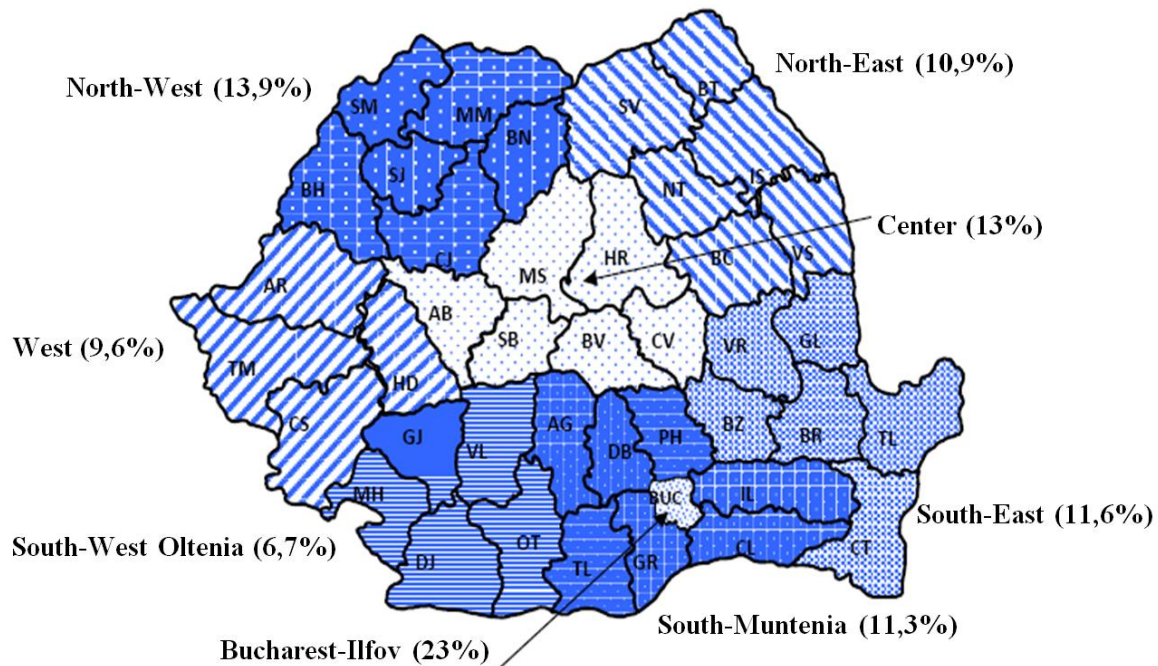 North-West (13,9%)
North-East (10,9%)
SM
MM
BN
SV
BT
BH
SJ
CJ
NT
IS
Center (13%)
AR
MS
HR
BC
VS
AB
SB
BV
CV
VR
GL
West (9,6%)
TM
HD
CS
GJ
VL
AG
DB
PH
BZ
BR
TL
MH
BUC
IL
South-East (11,6%)
South-West Oltenia (6,7%)
DJ
OT
TL
GR
CL
CT
South-Muntenia (11,3%)
Bucharest-Ilfov (23%)